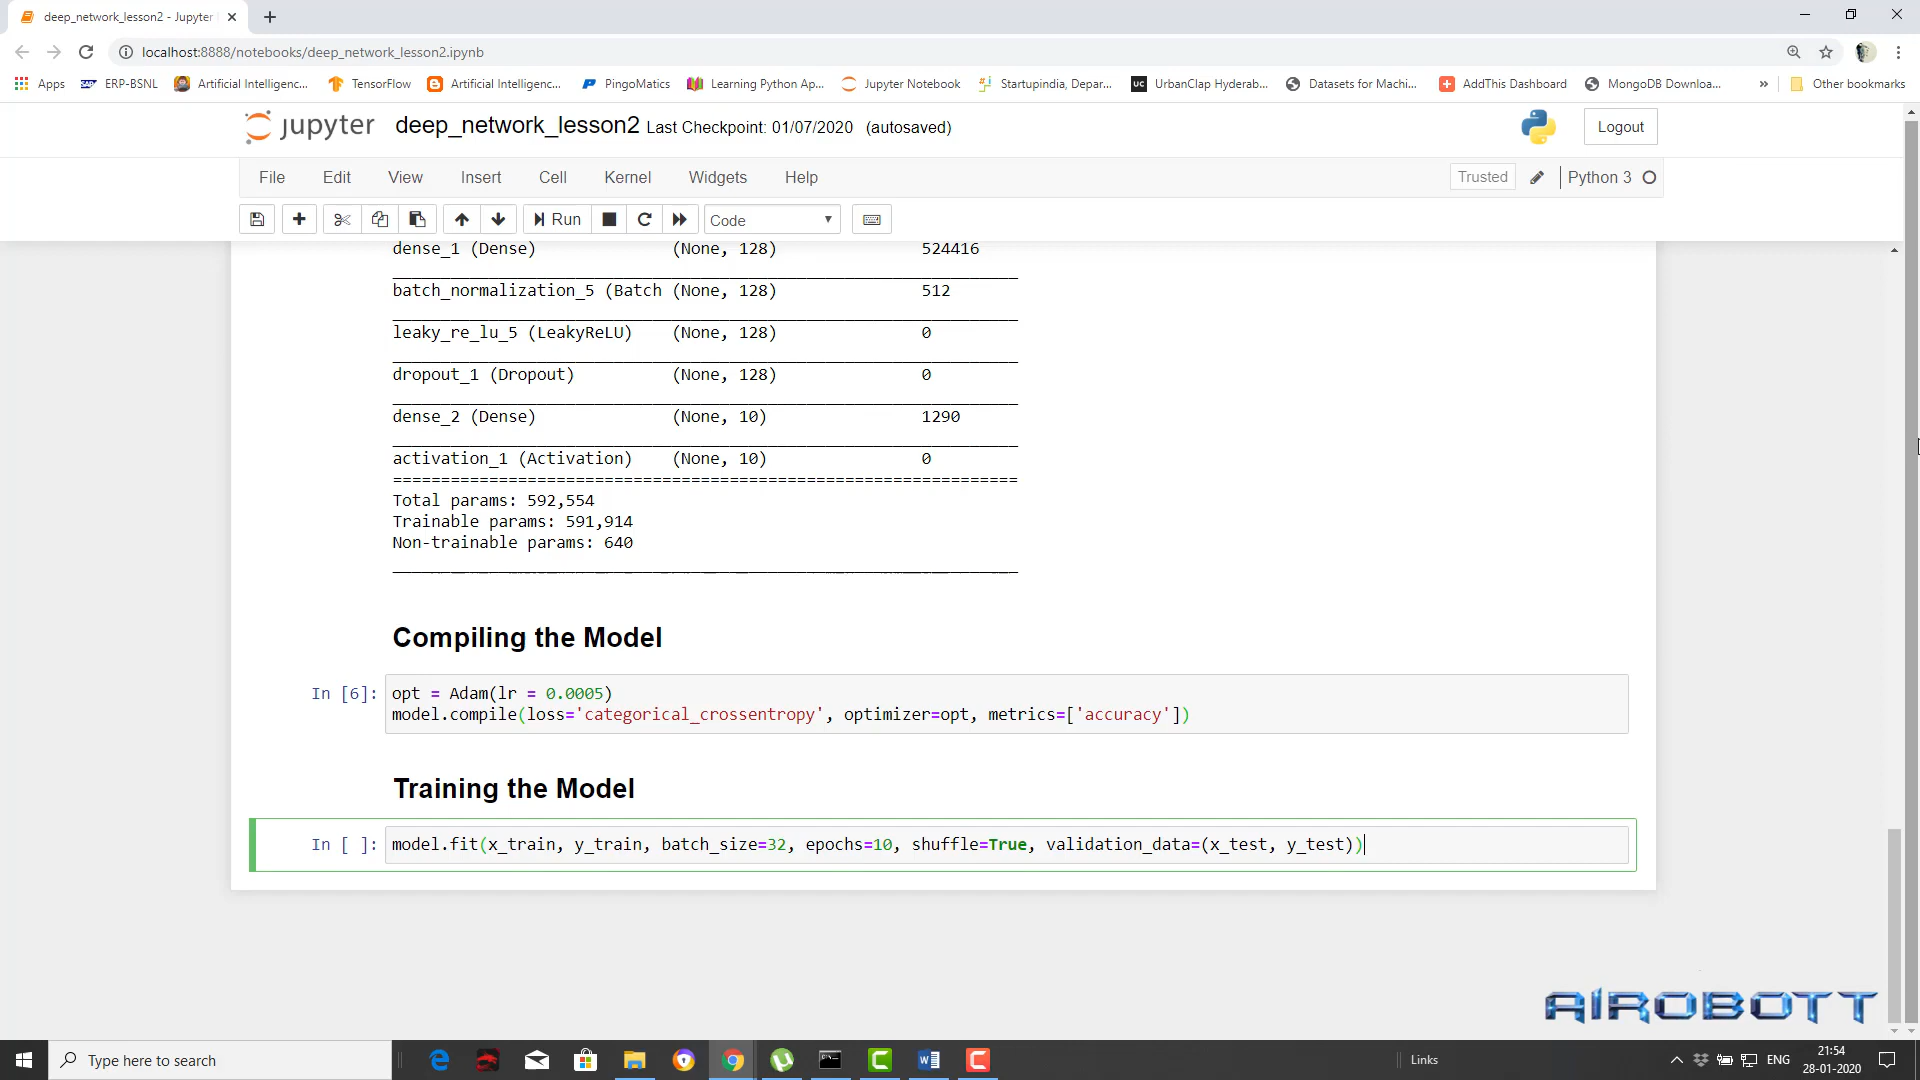 deep_network_lesson2 - Jupyter
localhost:8888/notebooks/deep_network_lesson2.ipynb
Apps ERP-BSNL Artificial Intelligenc... TensorFlow Artificial Intelligenc... PingoMatics Learning Python Ap... Jupyter Notebook Startupindia, Depar... UC UrbanClap Hyderab... Datasets for Machi... AddThis Dashboard MongoDB Downloa... » Other bookmarks
jupyter deep_network_lesson2 Last Checkpoint: 01/07/2020 (autosaved) Logout
File Edit View Insert Cell Kernel Widgets Help Trusted Python 3
Run Code
dense_1 (Dense) (None, 128) 524416
batch_normalization_5 (Batch (None, 128) 512
leaky_re_lu_5 (LeakyReLU) (None, 128) 0
dropout_1 (Dropout) (None, 128) 0
dense_2 (Dense) (None, 10) 1290
activation_1 (Activation) (None, 10) 0
=================================================================
Total params: 592,554
Trainable params: 591,914
Non-trainable params: 640
Compiling the Model
In [6]: opt = Adam(lr = 0.0005)
model.compile(loss='categorical_crossentropy', optimizer=opt, metrics=['accuracy'])
Training the Model
In [ ]: model.fit(x_train, y_train, batch_size=32, epochs=10, shuffle=True, validation_data=(x_test, y_test))
AIROBOTT
Type here to search Links ENG 21:54
28-01-2020